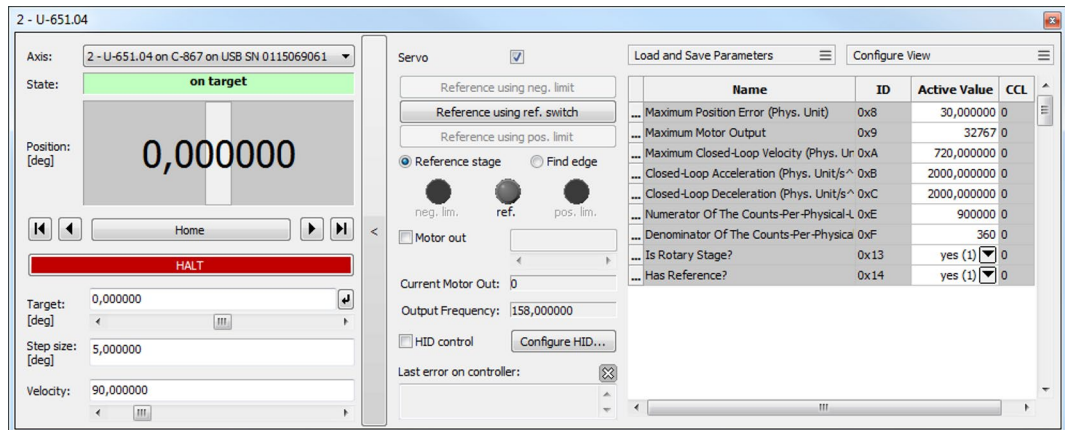 2 - U-651.04
Axis: 2 - U-651.04 on C-867 on USB SN 0115069061
State: on target
Position:
[deg]
0,000000
Home
HALT
Target:
[deg]
0,000000
Step size:
[deg]
5,000000
Velocity: 90,000000
<
Servo
Reference using neg. limit
Reference using ref. switch
Reference using pos. limit
Reference stage Find edge
neg. lim. ref. pos. lim.
Motor out
Current Motor Out: 0
Output Frequency: 158,000000
HID control Configure HID...
Last error on controller:
Load and Save Parameters Configure View
Name ID Active Value CCL
... Maximum Position Error (Phys. Unit) 0x8 30,000000 0
... Maximum Motor Output 0x9 32767 0
... Maximum Closed-Loop Velocity (Phys. Ur 0xA 720,000000 0
... Closed-Loop Acceleration (Phys. Unit/s^ 0xB 2000,000000 0
... Closed-Loop Deceleration (Phys. Unit/s^ 0xC 2000,000000 0
... Numerator Of The Counts-Per-Physical-L 0xE 900000 0
... Denominator Of The Counts-Per-Physica 0xF 360 0
... Is Rotary Stage? 0x13 yes (1) 0
... Has Reference? 0x14 yes (1) 0